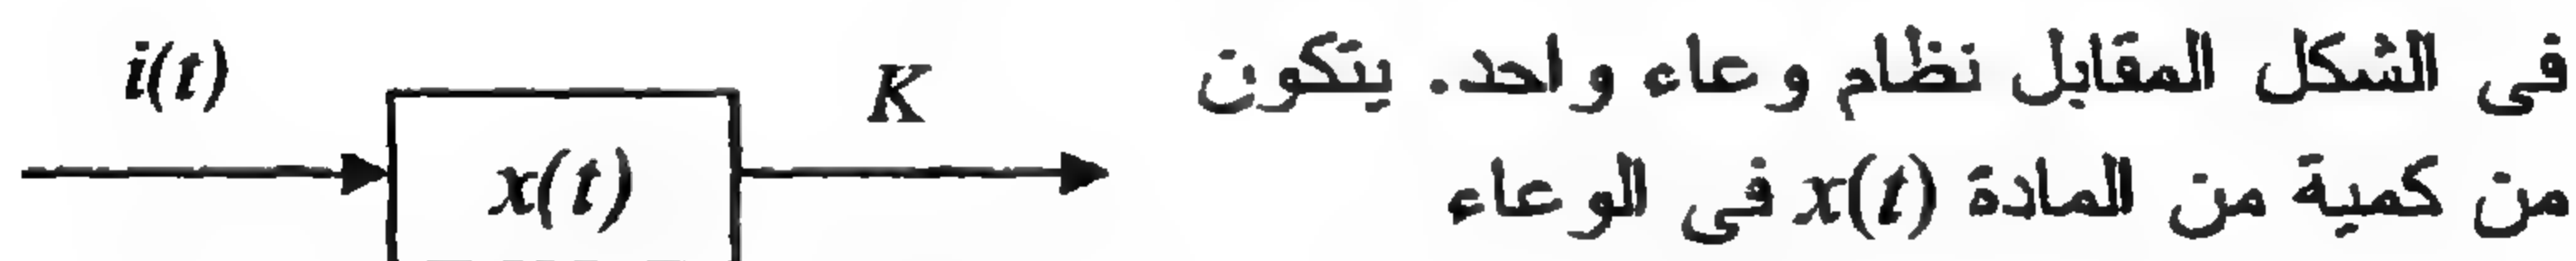 فى الشكل المقابل نظام وعاء واحد. يتكون
من كمية من المادة x(t) فى الوعاء
i(t)
K
x(t)